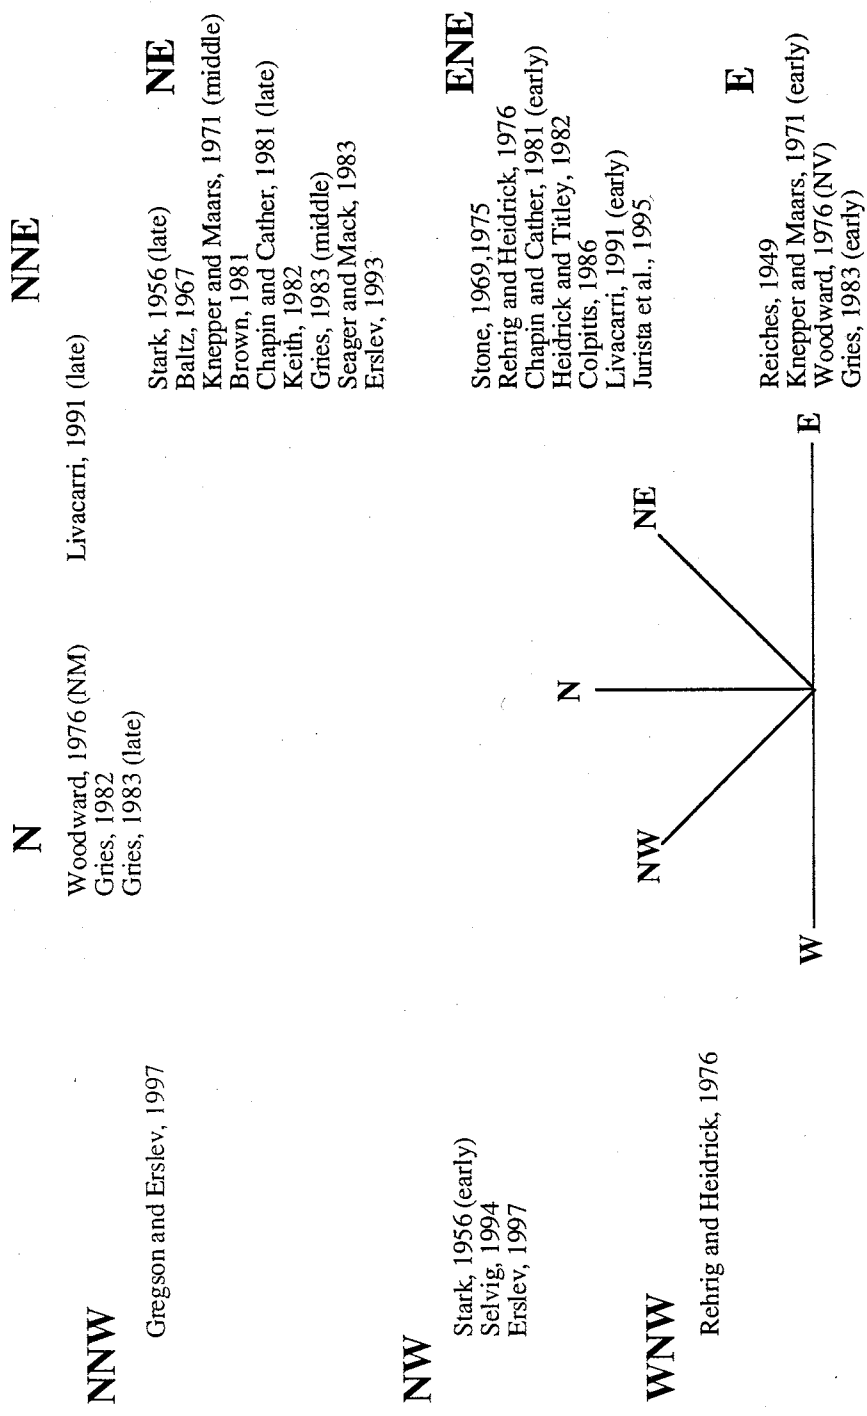 NNW
Gregson and Erslev, 1997
N
Woodward, 1976 (NM)
Gries, 1982
Gries, 1983 (late)
NNE
Livacarri, 1991 (late)
NE
Stark, 1956 (late)
Baltz, 1967
Knepper and Maars, 1971 (middle)
Brown, 1981
Chapin and Cather, 1981 (late)
Keith, 1982
Gries, 1983 (middle)
Seager and Mack, 1983
Erslev, 1993
NW
Stark, 1956 (early)
Selvig, 1994
Erslev, 1997
ENE
Stone, 1969,1975
Rehrig and Heidrick, 1976
Chapin and Cather, 1981 (early)
Heidrick and Titley, 1982
Colpitts, 1986
Livacarri, 1991 (early)
Jurista et al., 1995
WNW
Rehrig and Heidrick, 1976
N
NW
NE
W
E
E
Reiches, 1949
Knepper and Maars, 1971 (early)
Woodward, 1976 (NV)
Gries, 1983 (early)